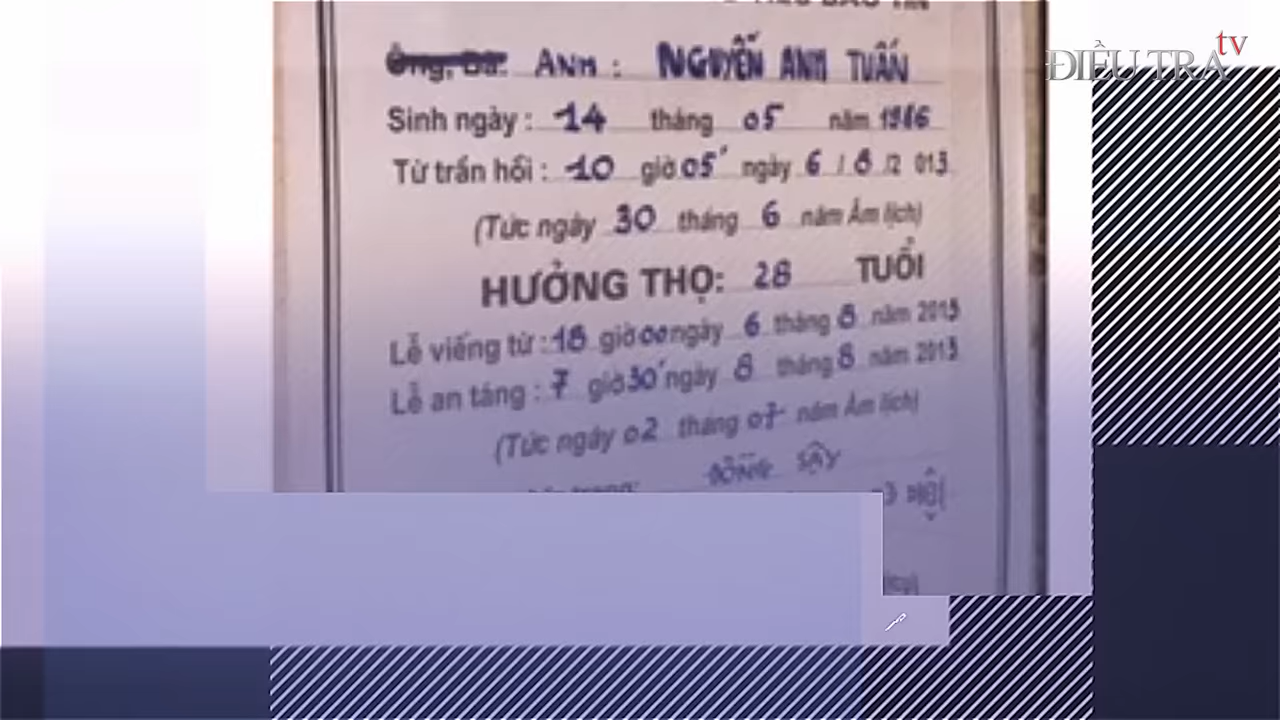 ĐIỀU TRA tv
Ông, Bà: ANH : NGUYỄN ANH TUẤN
Sinh ngày : 14 tháng 05 năm 1986
Từ trần hồi : 10 giờ 05' ngày 6 / 8 /2 013
(Tức ngày 30 tháng 6 năm Âm lịch)
HƯỞNG THỌ: 28 TUỔI
Lễ viếng từ : 18 giờ 00 ngày 6 tháng 8 năm 2013
Lễ an táng : 7 giờ 30' ngày 8 tháng 8 năm 2013
(Tức ngày 02 tháng 07 năm Âm lịch)